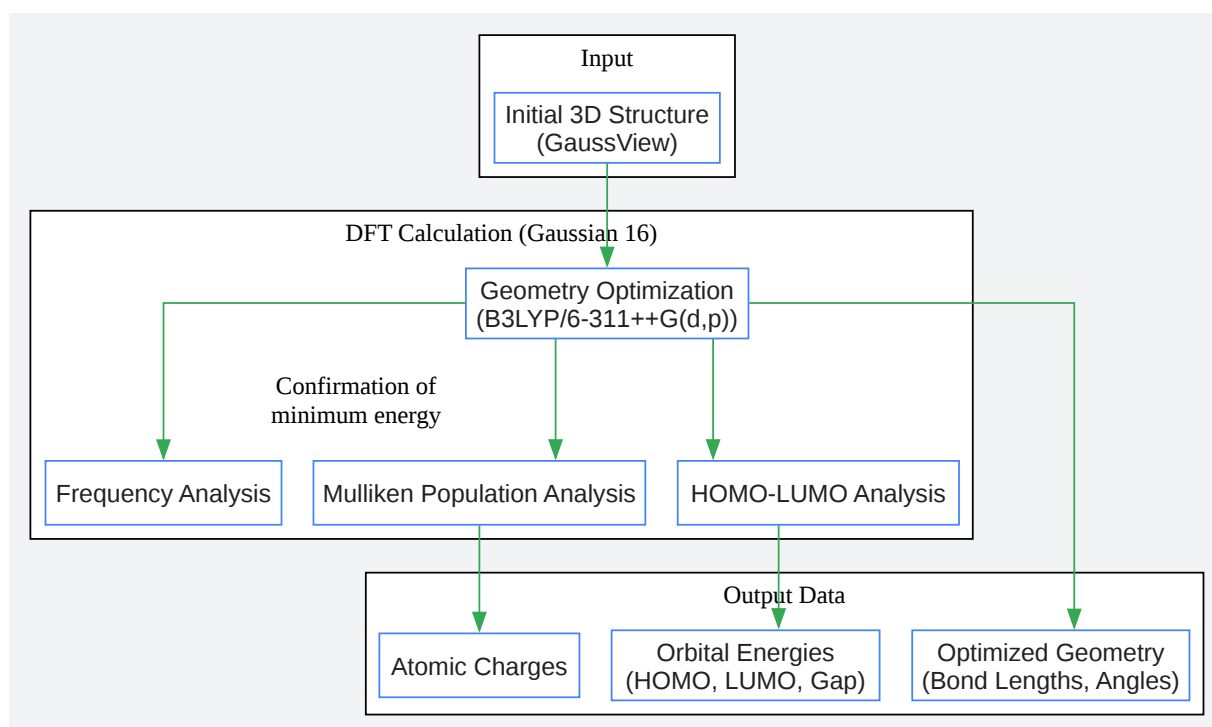 Input
Initial 3D Structure
(GaussView)
DFT Calculation (Gaussian 16)
Geometry Optimization
(B3LYP/6-311++G(d,p))
Confirmation of
minimum energy
Frequency Analysis
Mulliken Population Analysis
HOMO-LUMO Analysis
Output Data
Atomic Charges
Orbital Energies
(HOMO, LUMO, Gap)
Optimized Geometry
(Bond Lengths, Angles)